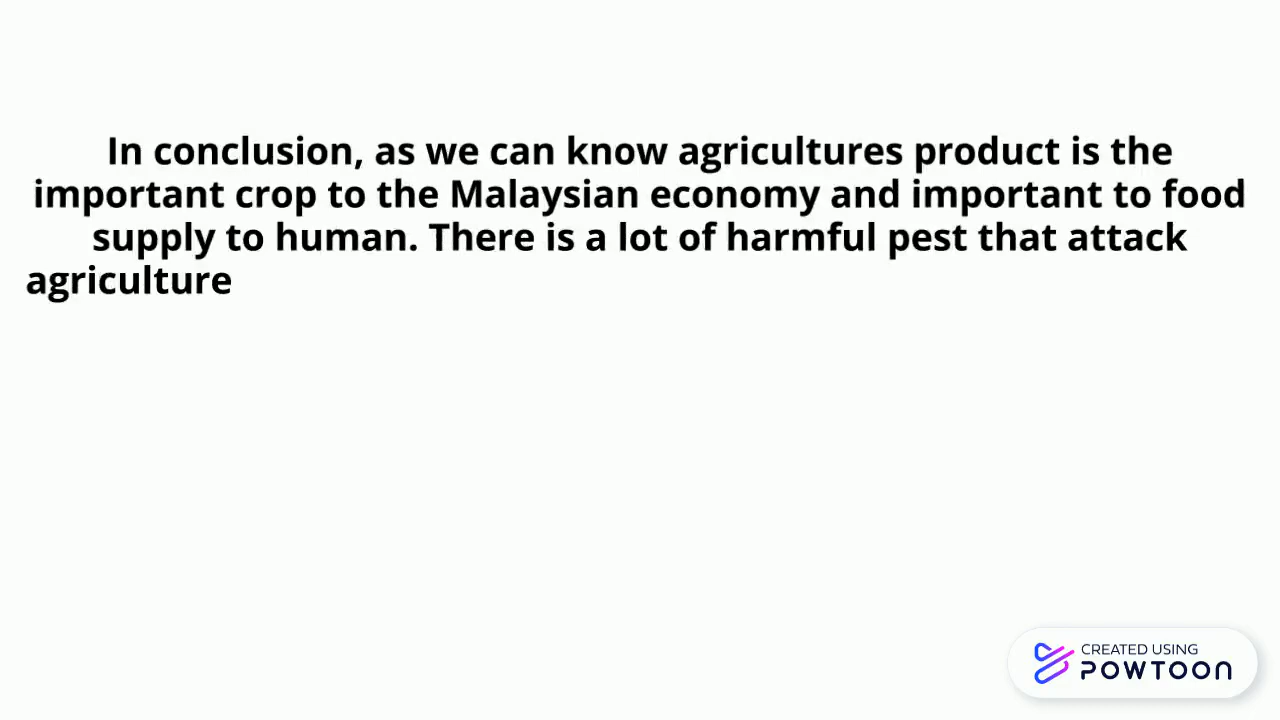 In conclusion, as we can know agricultures product is the
important crop to the Malaysian economy and important to food
supply to human. There is a lot of harmful pest that attack
agriculture
CREATED USING
POWTOON